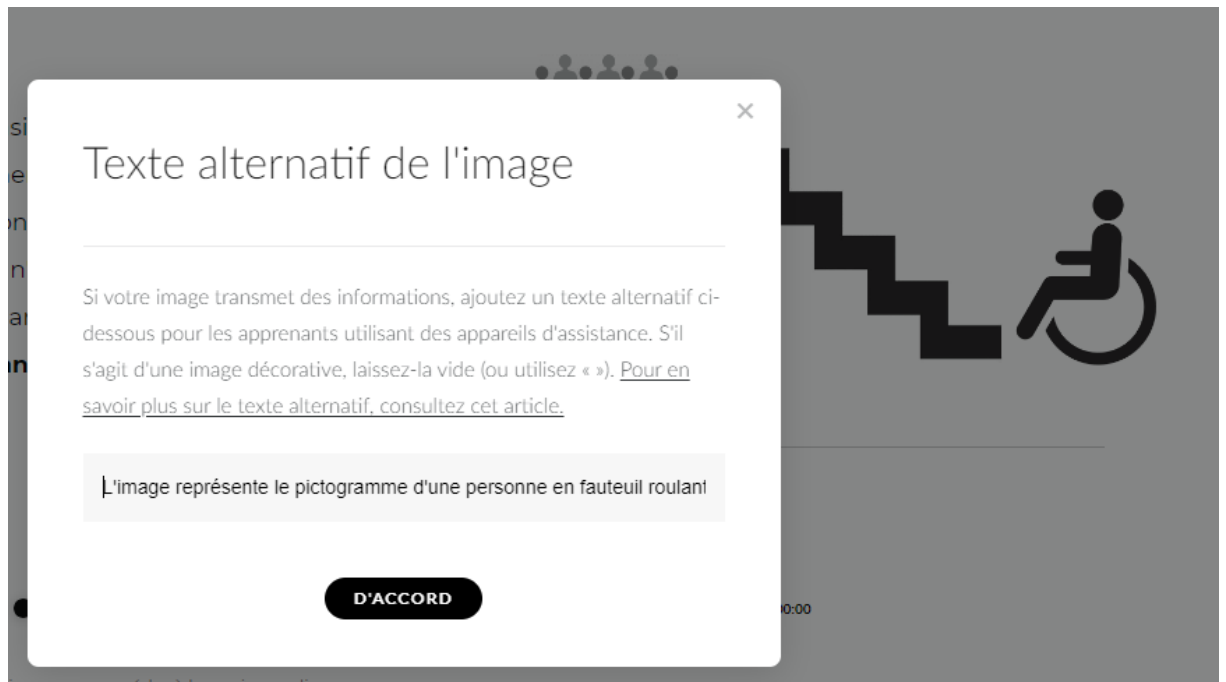 Texte alternatif de l'image
Si votre image transmet des informations, ajoutez un texte alternatif ci-
dessous pour les apprenants utilisant des appareils d'assistance. S'il
s'agit d'une image décorative, laissez-la vide (ou utilisez « »). Pour en
savoir plus sur le texte alternatif, consultez cet article.
L'image représente le pictogramme d'une personne en fauteuil roulant
D'ACCORD